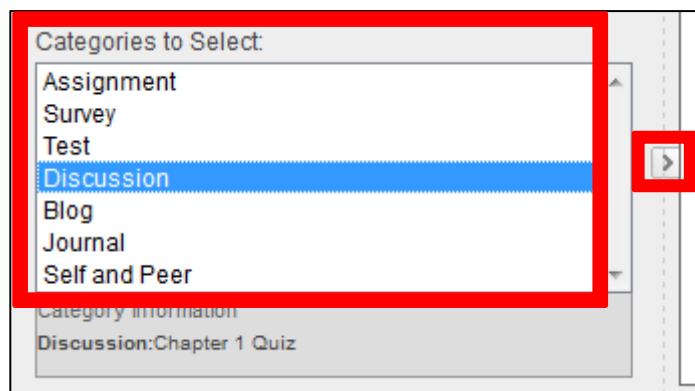 Categories to Select:
Assignment
Survey
Test
Discussion
Blog
Journal
Self and Peer
Category Information
Discussion:Chapter 1 Quiz